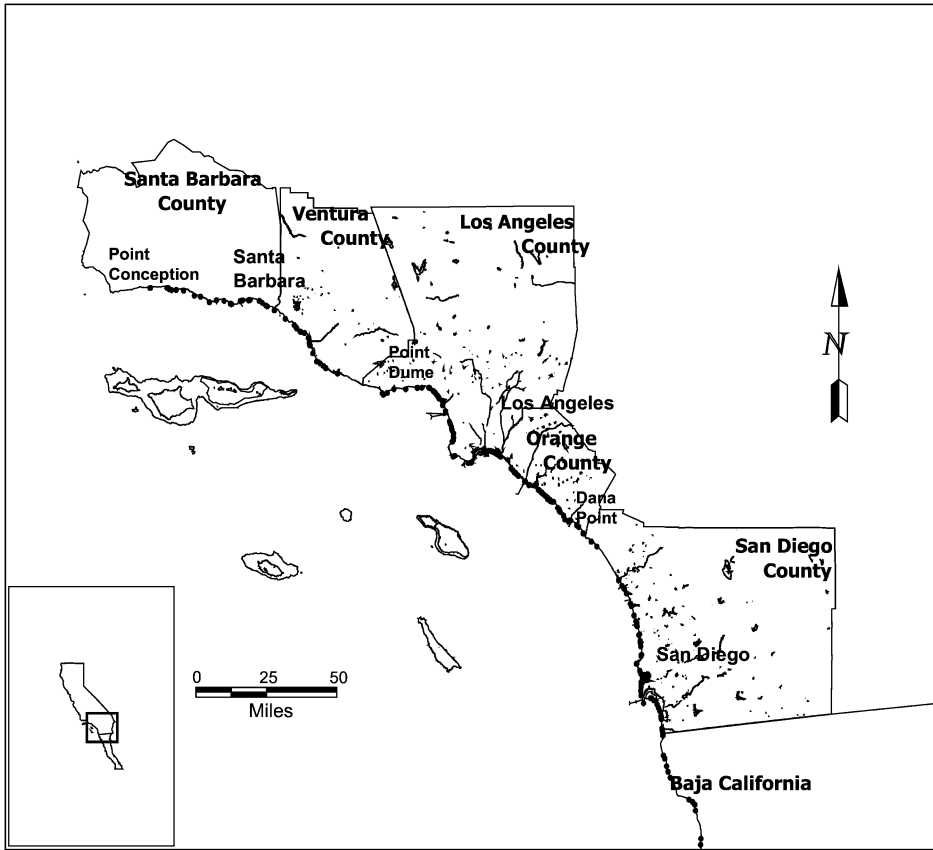 Santa Barbara
County
Ventura
County
Los Angeles
County
Point
Conception
Santa
Barbara
Point
Dume
Los Angeles
Orange
County
Dana
Point
San Diego
County
San Diego
Baja California
N
0 25 50
Miles